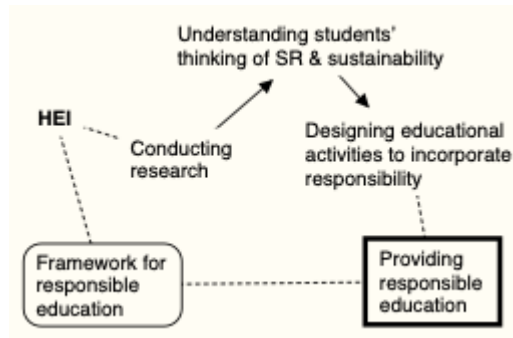 Understanding students'
thinking of SR & sustainability
HEI
Conducting
research
Designing educational
activities to incorporate
responsibility
Framework for
responsible
education
Providing
responsible
education